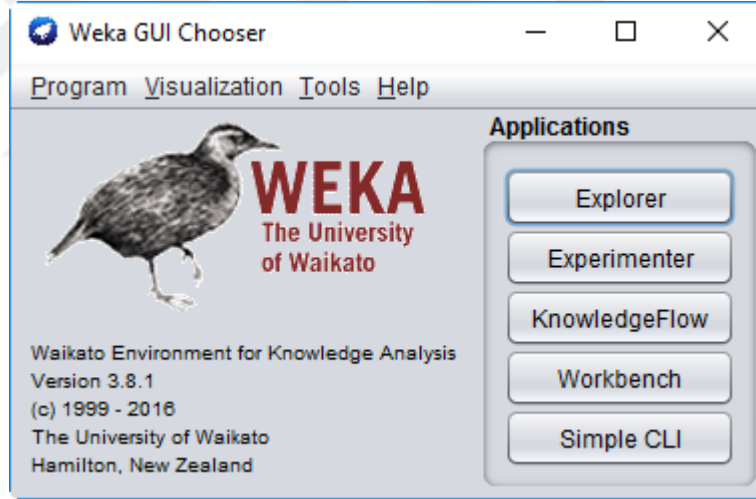 Weka GUI Chooser
Program Visualization Tools Help
WEKA
The University
of Waikato
Waikato Environment for Knowledge Analysis
Version 3.8.1
(c) 1999 - 2016
The University of Waikato
Hamilton, New Zealand
Applications
Explorer
Experimenter
KnowledgeFlow
Workbench
Simple CLI